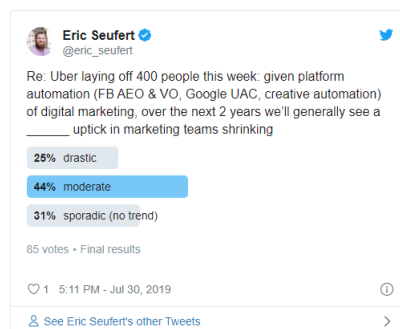 Eric Seufert
@eric_seufert
Re: Uber laying off 400 people this week: given platform
automation (FB AEO & VO, Google UAC, creative automation)
of digital marketing, over the next 2 years we'll generally see a
______ uptick in marketing teams shrinking
25% drastic
44% moderate
31% sporadic (no trend)
85 votes • Final results
1 5:11 PM - Jul 30, 2019
See Eric Seufert's other Tweets